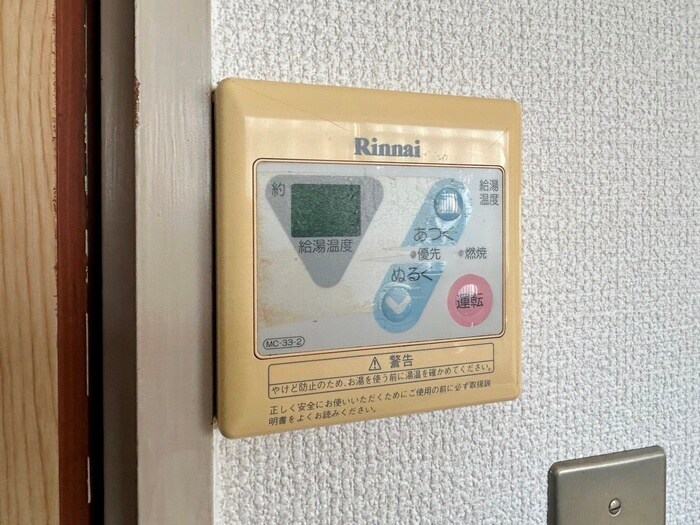 Rinnai
約
給湯温度
給湯
温度
あつく
優先
燃焼
ぬるく
運転
MC-33-2
⚠ 警告
やけど防止のため、お湯を使う前に湯温を確かめてください。
正しく安全にお使いいただくためにご使用の前に必ず取扱説
明書をよくお読みください。